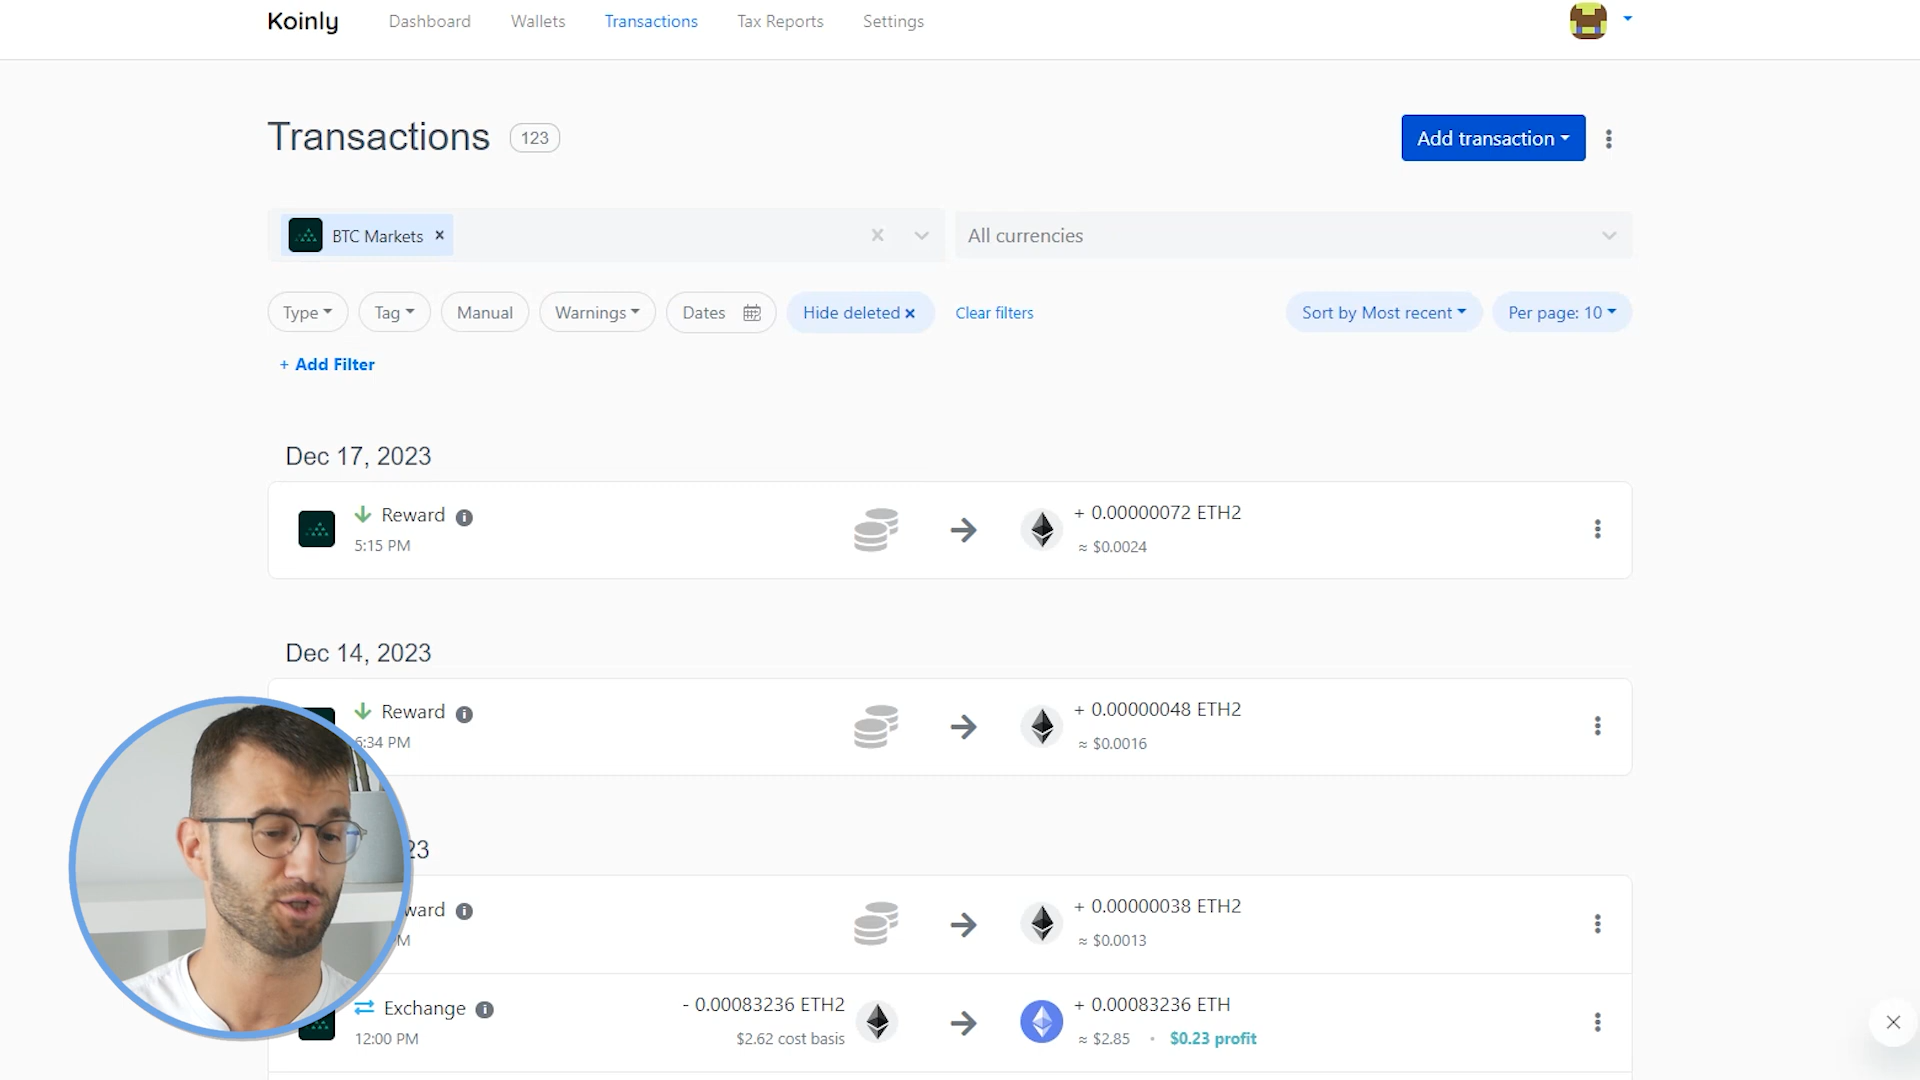 Koinly
Dashboard
Wallets
Transactions
Tax Reports
Settings
Transactions
123
Add transaction
BTC Markets
All currencies
Type
Tag
Manual
Warnings
Dates
Hide deleted
Clear filters
Sort by Most recent
Per page: 10
+ Add Filter
Dec 17, 2023
Reward
5:15 PM
+ 0.00000072 ETH2
≈ $0.0024
Dec 14, 2023
Reward
:34 PM
+ 0.00000048 ETH2
≈ $0.0016
23
ward
M
+ 0.00000038 ETH2
≈ $0.0013
Exchange
12:00 PM
- 0.00083236 ETH2
$2.62 cost basis
+ 0.00083236 ETH
≈ $2.85 • $0.23 profit